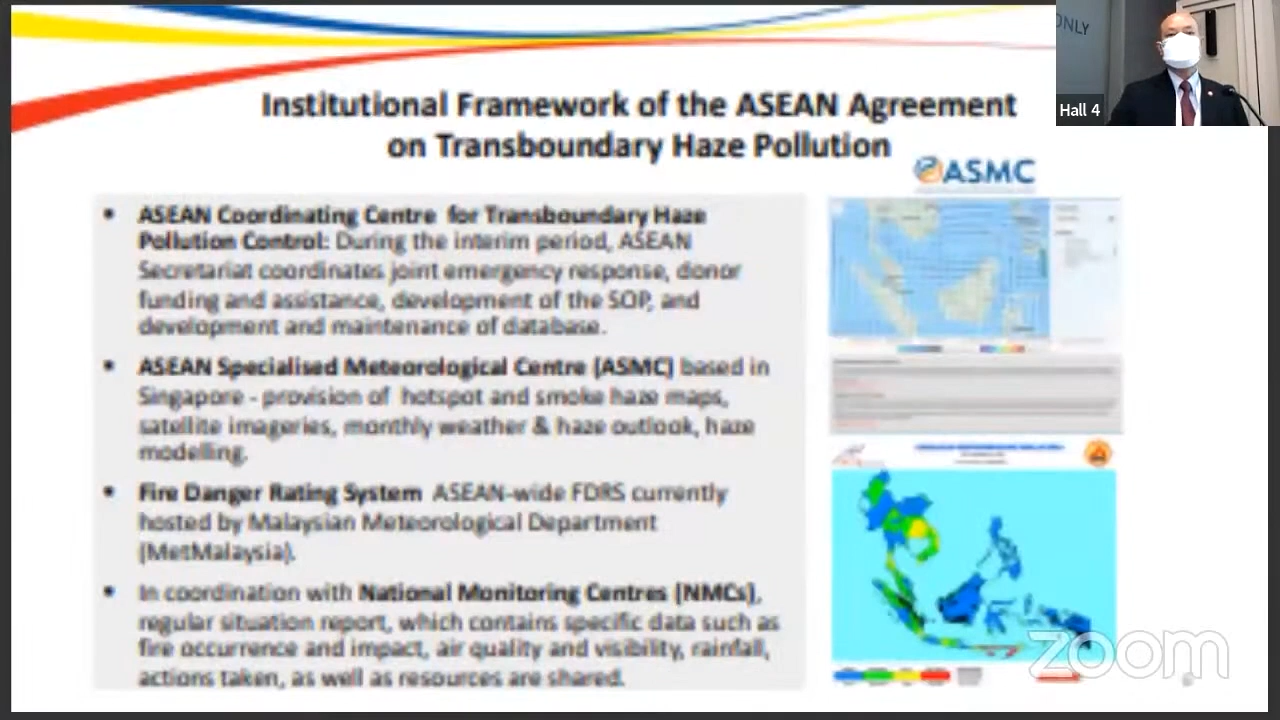 ONLY
Hall 4
Institutional Framework of the ASEAN Agreement
on Transboundary Haze Pollution
ASMC
• ASEAN Coordinating Centre for Transboundary Haze
Pollution Control: During the interim period, ASEAN
Secretariat coordinates joint emergency response, donor
funding and assistance, development of the SOP, and
development and maintenance of database.
• ASEAN Specialised Meteorological Centre (ASMC) based in
Singapore - provision of hotspot and smoke haze maps,
satellite imageries, monthly weather & haze outlook, haze
modelling.
• Fire Danger Rating System ASEAN-wide FDRS currently
hosted by Malaysian Meteorological Department
(MetMalaysia).
• In coordination with National Monitoring Centres (NMCs),
regular situation report, which contains specific data such as
fire occurrence and impact, air quality and visibility, rainfall,
actions taken, as well as resources are shared.
zoom